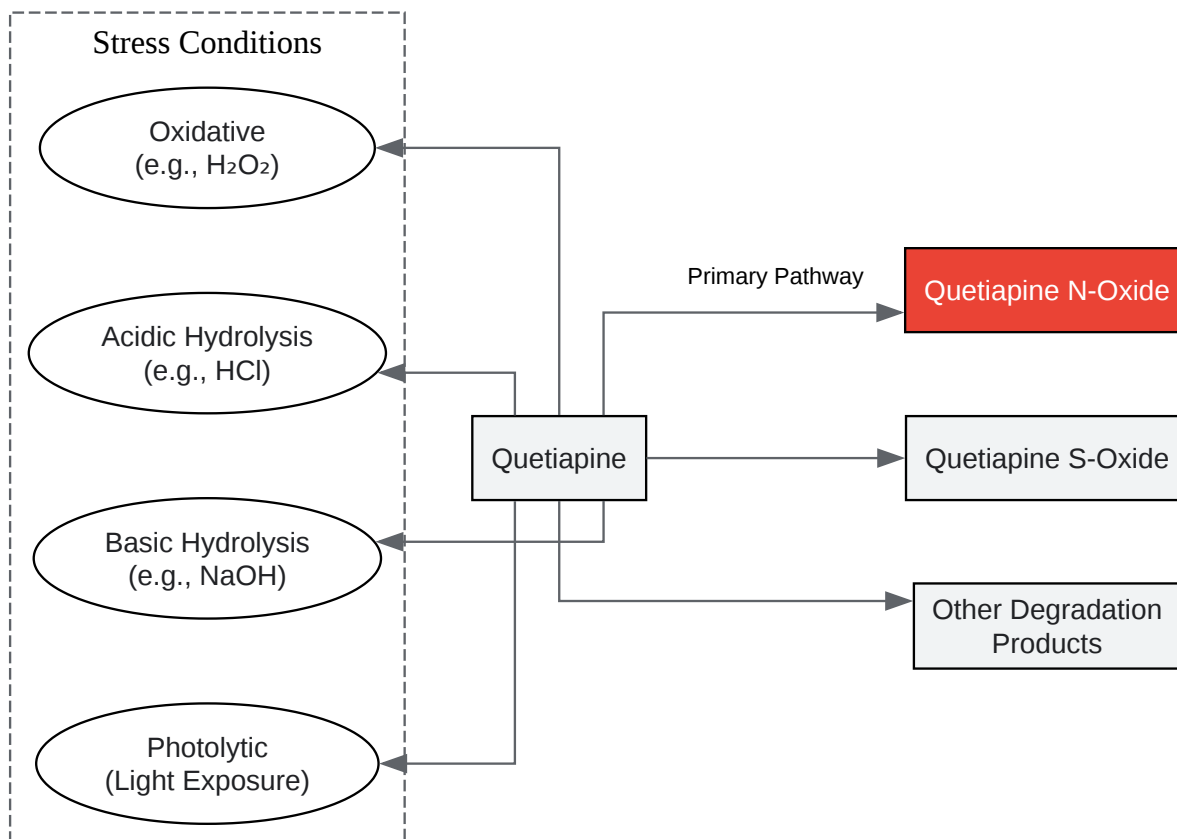 Stress Conditions
Oxidative
(e.g., H₂O₂)
Acidic Hydrolysis
(e.g., HCl)
Basic Hydrolysis
(e.g., NaOH)
Photolytic
(Light Exposure)
Quetiapine
Primary Pathway
Quetiapine N-Oxide
Quetiapine S-Oxide
Other Degradation
Products